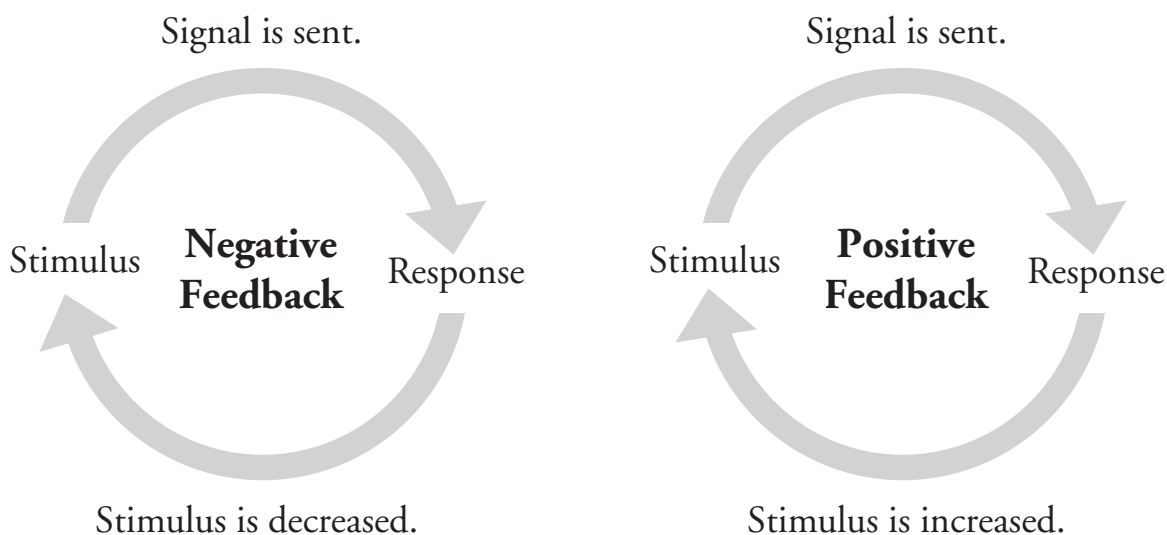 Signal is sent.
Stimulus
Negative
Feedback
Response
Stimulus is decreased.
Signal is sent.
Stimulus
Positive
Feedback
Response
Stimulus is increased.